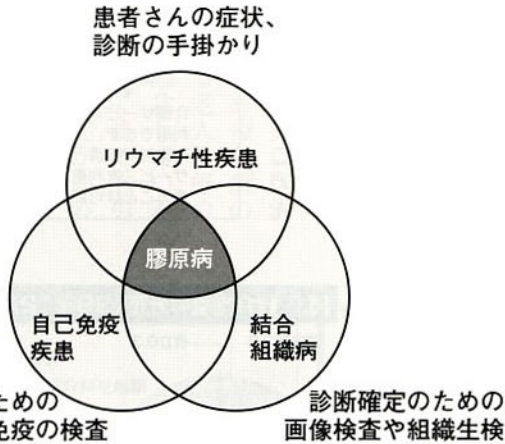 患者さんの症状、
診断の手掛かり
リウマチ性疾患
膠原病
自己免疫
疾患
結合
組織病
ための
疫の検査
診断確定のための
画像検査や組織生検